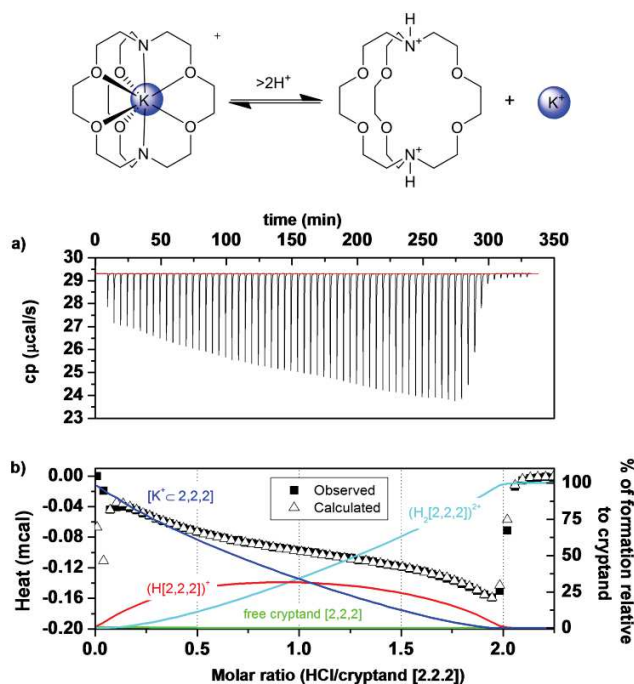 +
H
N
N+
O O
O O
K
>2H+
O O
O O
+
K+
O O
O O
N
N+
H
time (min)
a)
0 50 100 150 200 250 300 350
30
29
28
27
26
25
24
23
cp (μcal/s)
b)
0.00
-0.04
-0.08
-0.12
-0.16
-0.20
Heat (mcal)
[K+ ⊂ 2,2,2]
Observed
Calculated
(H2[2,2,2])2+
(H[2,2,2])+
free cryptand [2,2,2]
100
75
50
25
0
% of formation relative
to cryptand
0.0 0.5 1.0 1.5 2.0
Molar ratio (HCl/cryptand [2.2.2])